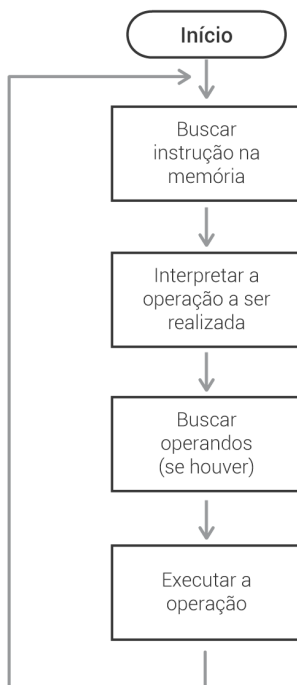 Início
Buscar
instrução na
memória
Interpretar a
operação a ser
realizada
Buscar
operandos
(se houver)
Executar a
operação